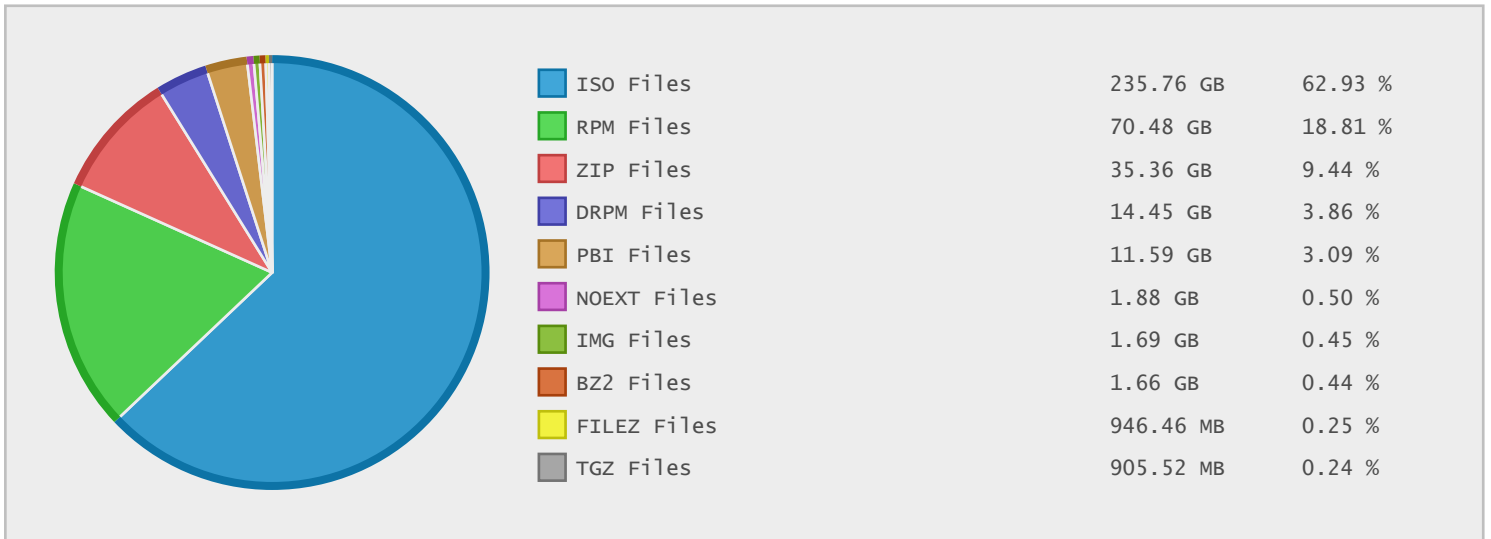 ISO Files 235.76 GB 62.93 %
RPM Files 70.48 GB 18.81 %
ZIP Files 35.36 GB 9.44 %
DRPM Files 14.45 GB 3.86 %
PBI Files 11.59 GB 3.09 %
NOEXT Files 1.88 GB 0.50 %
IMG Files 1.69 GB 0.45 %
BZ2 Files 1.66 GB 0.44 %
FILEZ Files 946.46 MB 0.25 %
TGZ Files 905.52 MB 0.24 %